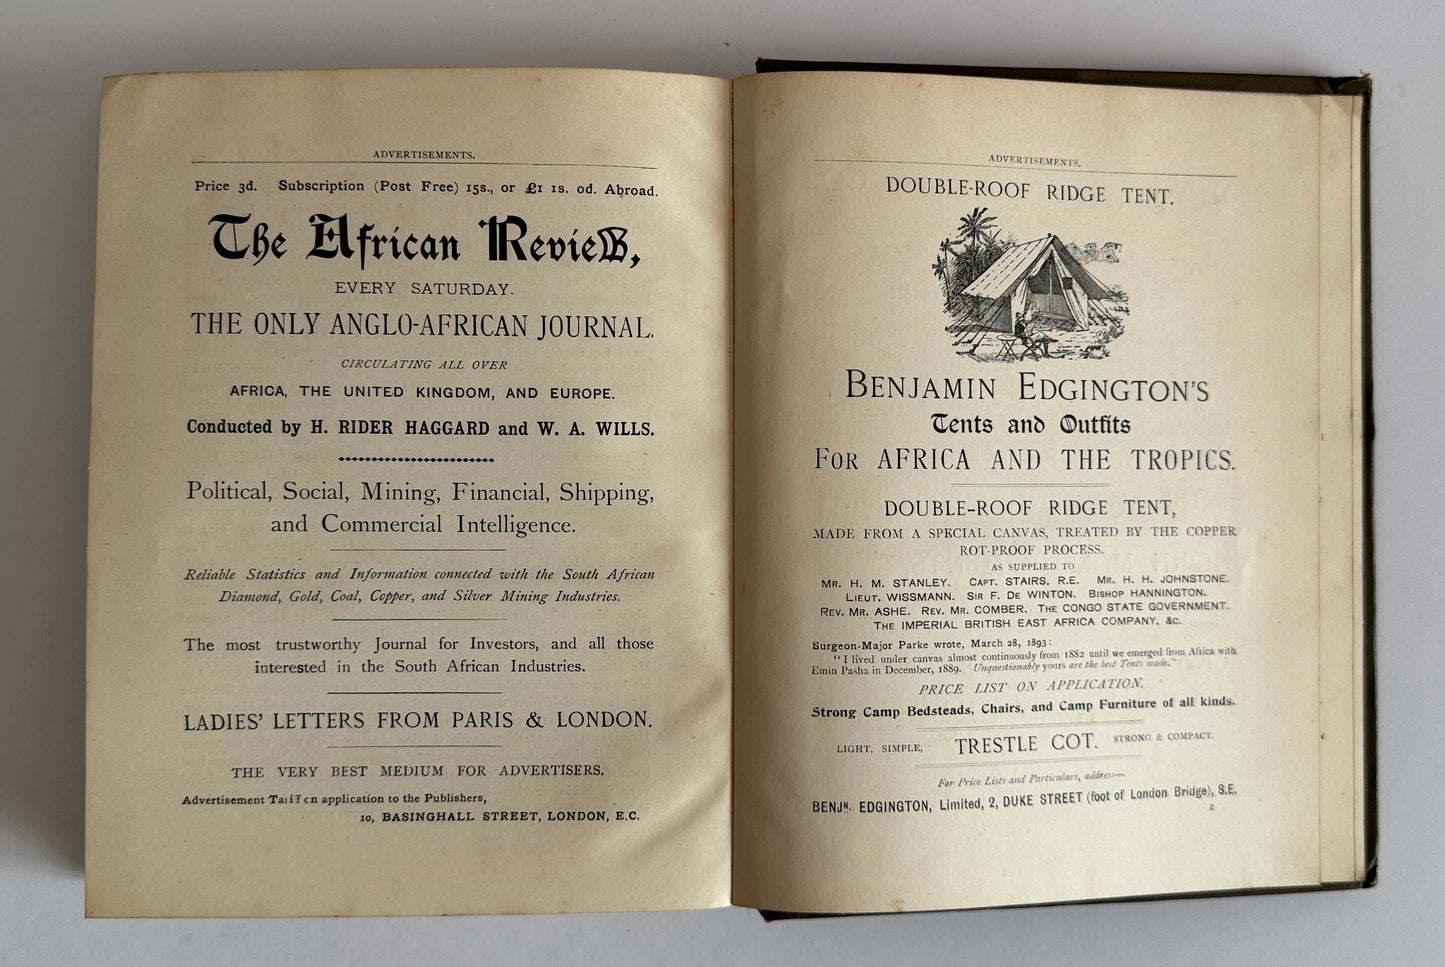 ADVERTISEMENTS.
Price 3d. Subscription (Post Free) 15s., or £1 1s. 0d. Abroad.
The African Review,
EVERY SATURDAY.
THE ONLY ANGLO-AFRICAN JOURNAL.
CIRCULATING ALL OVER
AFRICA, THE UNITED KINGDOM, AND EUROPE.
Conducted by H. RIDER HAGGARD and W. A. WILLS.
Political, Social, Mining, Financial, Shipping,
and Commercial Intelligence.
Reliable Statistics and Information connected with the South African
Diamond, Gold, Coal, Copper, and Silver Mining Industries.
The most trustworthy Journal for Investors, and all those
interested in the South African Industries.
LADIES' LETTERS FROM PARIS & LONDON.
THE VERY BEST MEDIUM FOR ADVERTISERS.
Advertisement Tariff on application to the Publishers,
10, BASINGHALL STREET, LONDON, E.C.
ADVERTISEMENTS.
DOUBLE-ROOF RIDGE TENT.
BENJAMIN EDGINGTON'S
Tents and Outfits
FOR AFRICA AND THE TROPICS.
DOUBLE-ROOF RIDGE TENT,
MADE FROM A SPECIAL CANVAS, TREATED BY THE COPPER
ROT-PROOF PROCESS.
AS SUPPLIED TO
MR. H. M. STANLEY. CAPT. STAIRS, R.E. MR. H. H. JOHNSTONE.
LIEUT. WISSMANN. SIR F. DE WINTON. BISHOP HANNINGTON.
REV. MR. ASHE. REV. MR. COMBER. THE CONGO STATE GOVERNMENT.
THE IMPERIAL BRITISH EAST AFRICA COMPANY, &c.
Surgeon-Major Parke wrote, March 28, 1893:
"I lived under canvas almost continuously from 1882 until we emerged from Africa with
Emin Pasha in December, 1889. Unquestionably yours are the best Tents made."
PRICE LIST ON APPLICATION.
Strong Camp Bedsteads, Chairs, and Camp Furniture of all kinds.
LIGHT, SIMPLE, TRESTLE COT. STRONG & COMPACT.
For Price Lists and Particulars, address—
BENJN. EDGINGTON, Limited, 2, DUKE STREET (foot of London Bridge), S.E.
2